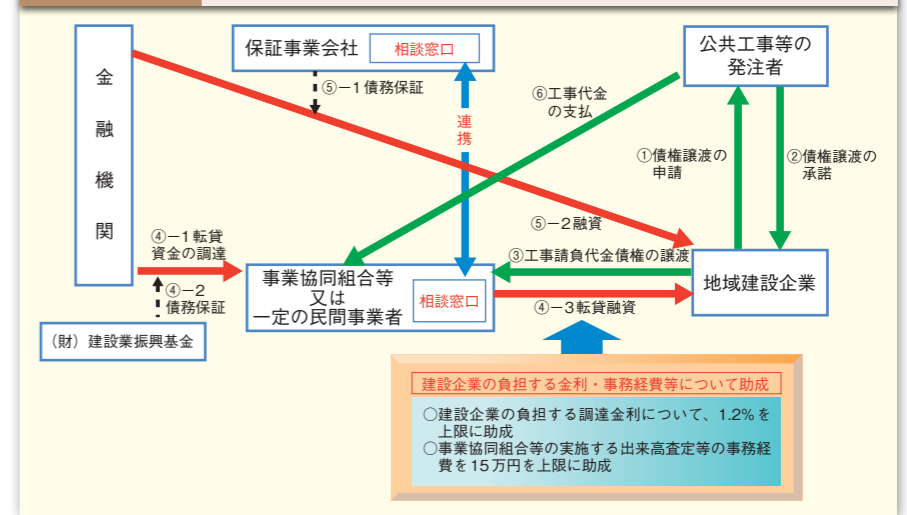 金融機関
保証事業会社
相談窓口
公共工事等の
発注者
⑤−1債務保証
⑥工事代金
の支払
連携
①債権譲渡の
申請
②債権譲渡の
承諾
④−1転貸
資金の調達
⑤−2融資
③工事請負代金債権の譲渡
④−2
債務保証
事業協同組合等
又は
一定の民間事業者
相談窓口
④−3転貸融資
地域建設企業
(財)建設業振興基金
建設企業の負担する金利・事務経費等について助成
○建設企業の負担する調達金利について、1.2%を
上限に助成
○事業協同組合等の実施する出来高査定等の事務経
費を15万円を上限に助成